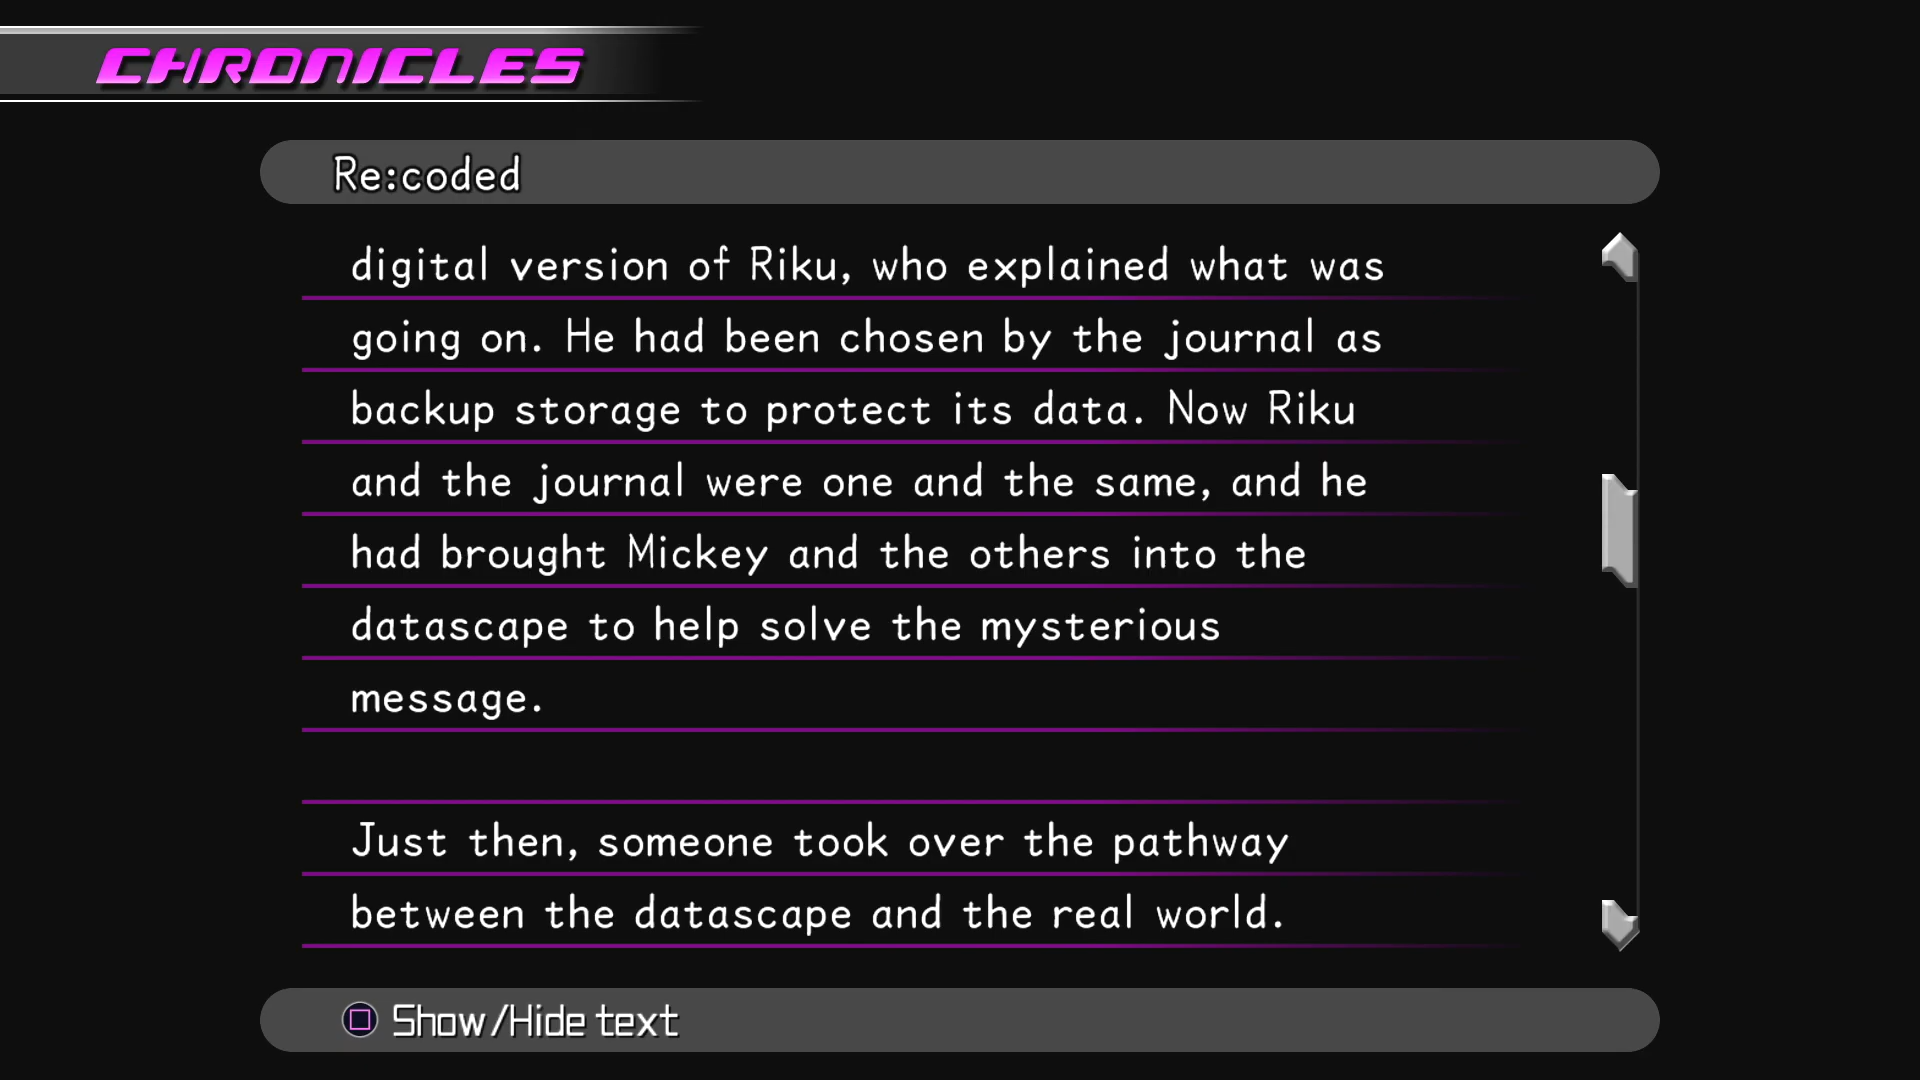 CHRONICLES
Re:coded
digital version of Riku, who explained what was
going on. He had been chosen by the journal as
backup storage to protect its data. Now Riku
and the journal were one and the same, and he
had brought Mickey and the others into the
datascape to help solve the mysterious
message.
Just then, someone took over the pathway
between the datascape and the real world.
Show/Hide text